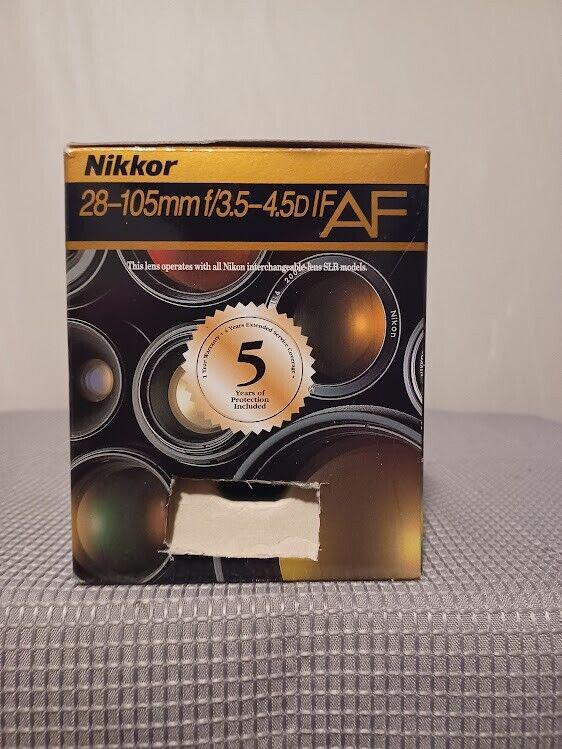 Nikkor
28–105mm f/3.5–4.5D IF AF
This lens operates with all Nikon interchangeable-lens SLR models.
1 Year Warranty • 4 Years Extended Service Coverage •
5
Years of
Protection
Included
Nikon